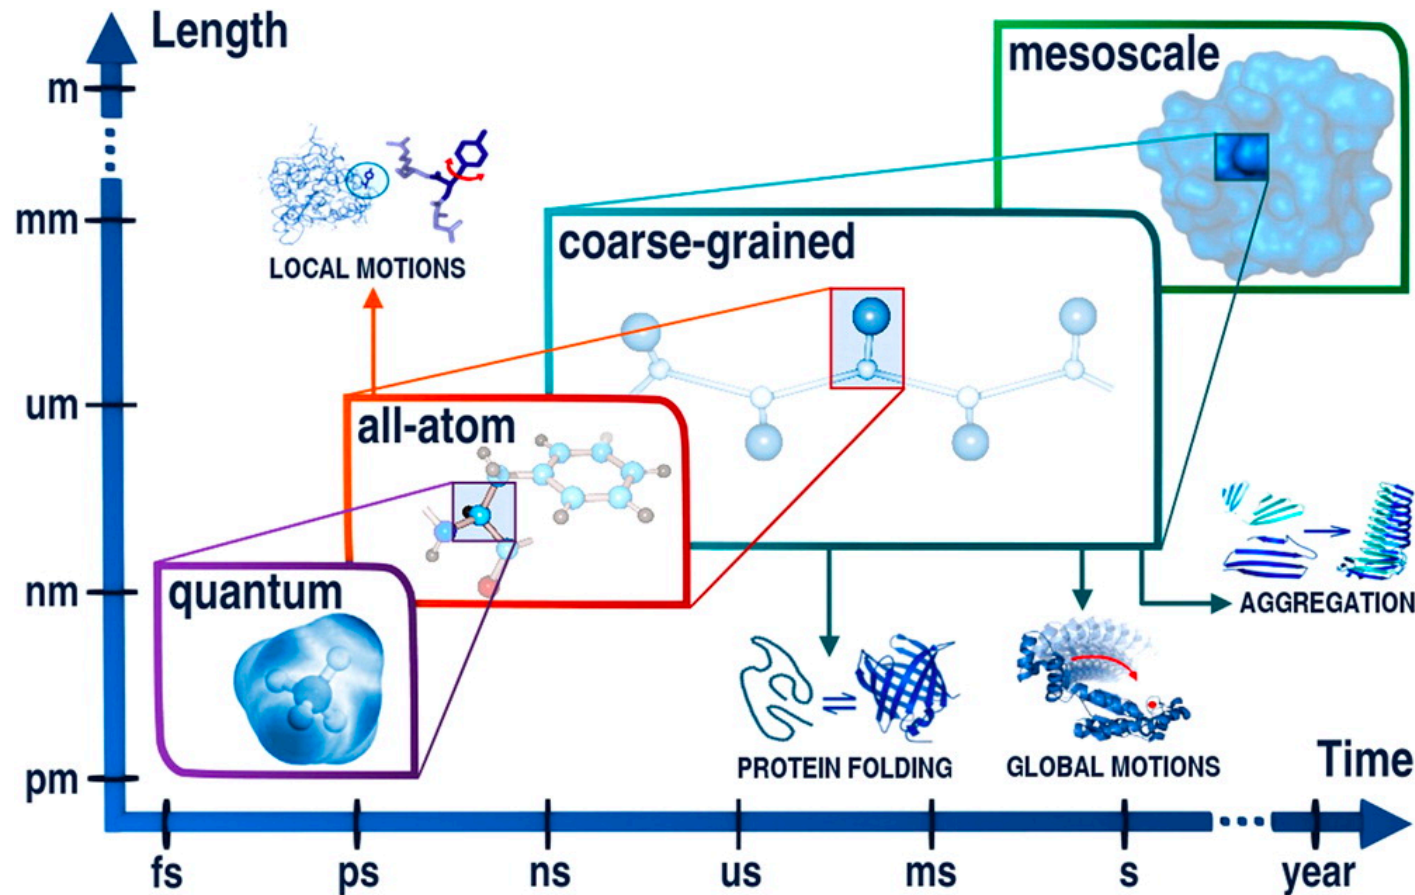 Length
mesoscale
m
mm
LOCAL MOTIONS
coarse-grained
um
all-atom
nm
quantum
AGGREGATION
PROTEIN FOLDING
GLOBAL MOTIONS
Time
pm
fs
ps
ns
us
ms
s
year